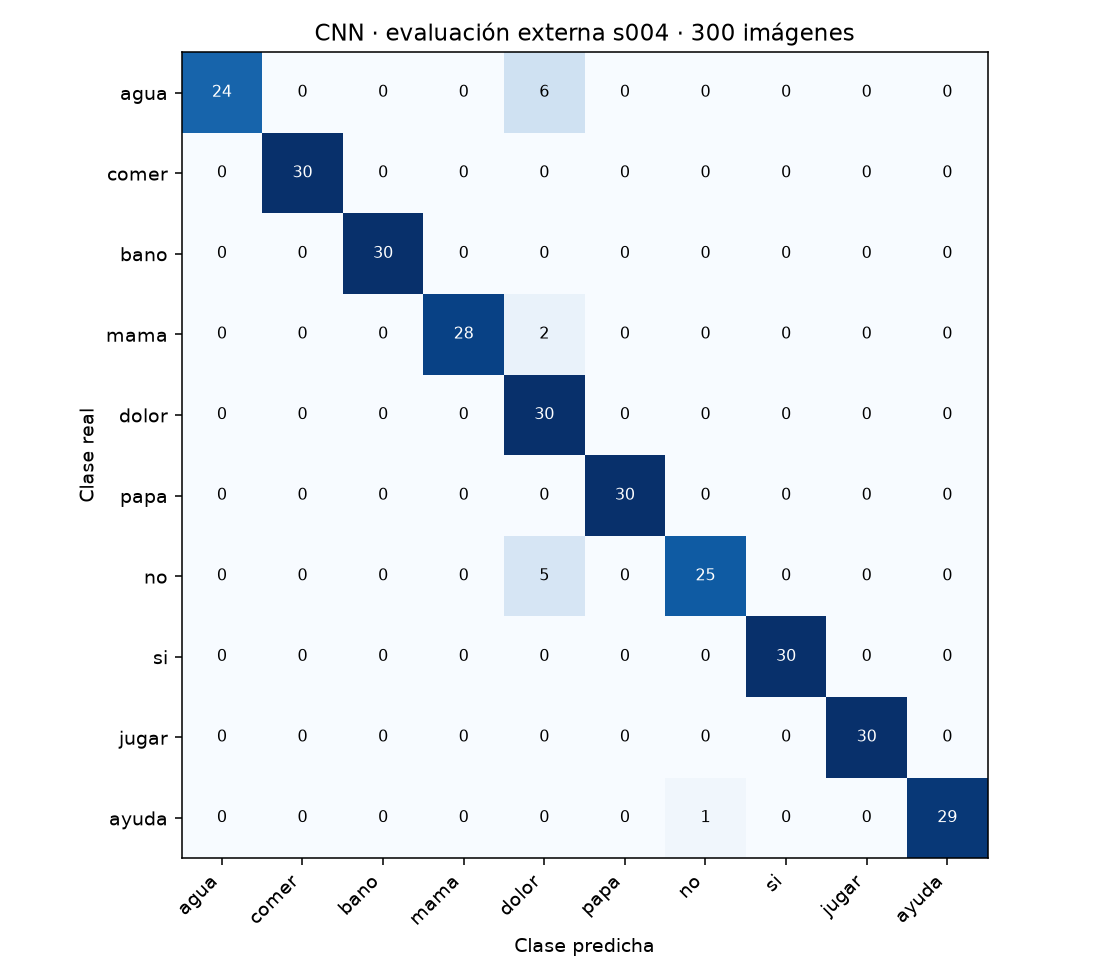 CNN · evaluación externa s004 · 300 imágenes
agua 24 0 0 0 6 0 0 0 0 0
comer 0 30 0 0 0 0 0 0 0 0
bano 0 0 30 0 0 0 0 0 0 0
mama 0 0 0 28 2 0 0 0 0 0
dolor 0 0 0 0 30 0 0 0 0 0
papa 0 0 0 0 0 30 0 0 0 0
no 0 0 0 0 5 0 25 0 0 0
si 0 0 0 0 0 0 0 30 0 0
jugar 0 0 0 0 0 0 0 0 30 0
ayuda 0 0 0 0 0 0 1 0 0 29
Clase real
agua comer bano mama dolor papa no si jugar ayuda
Clase predicha